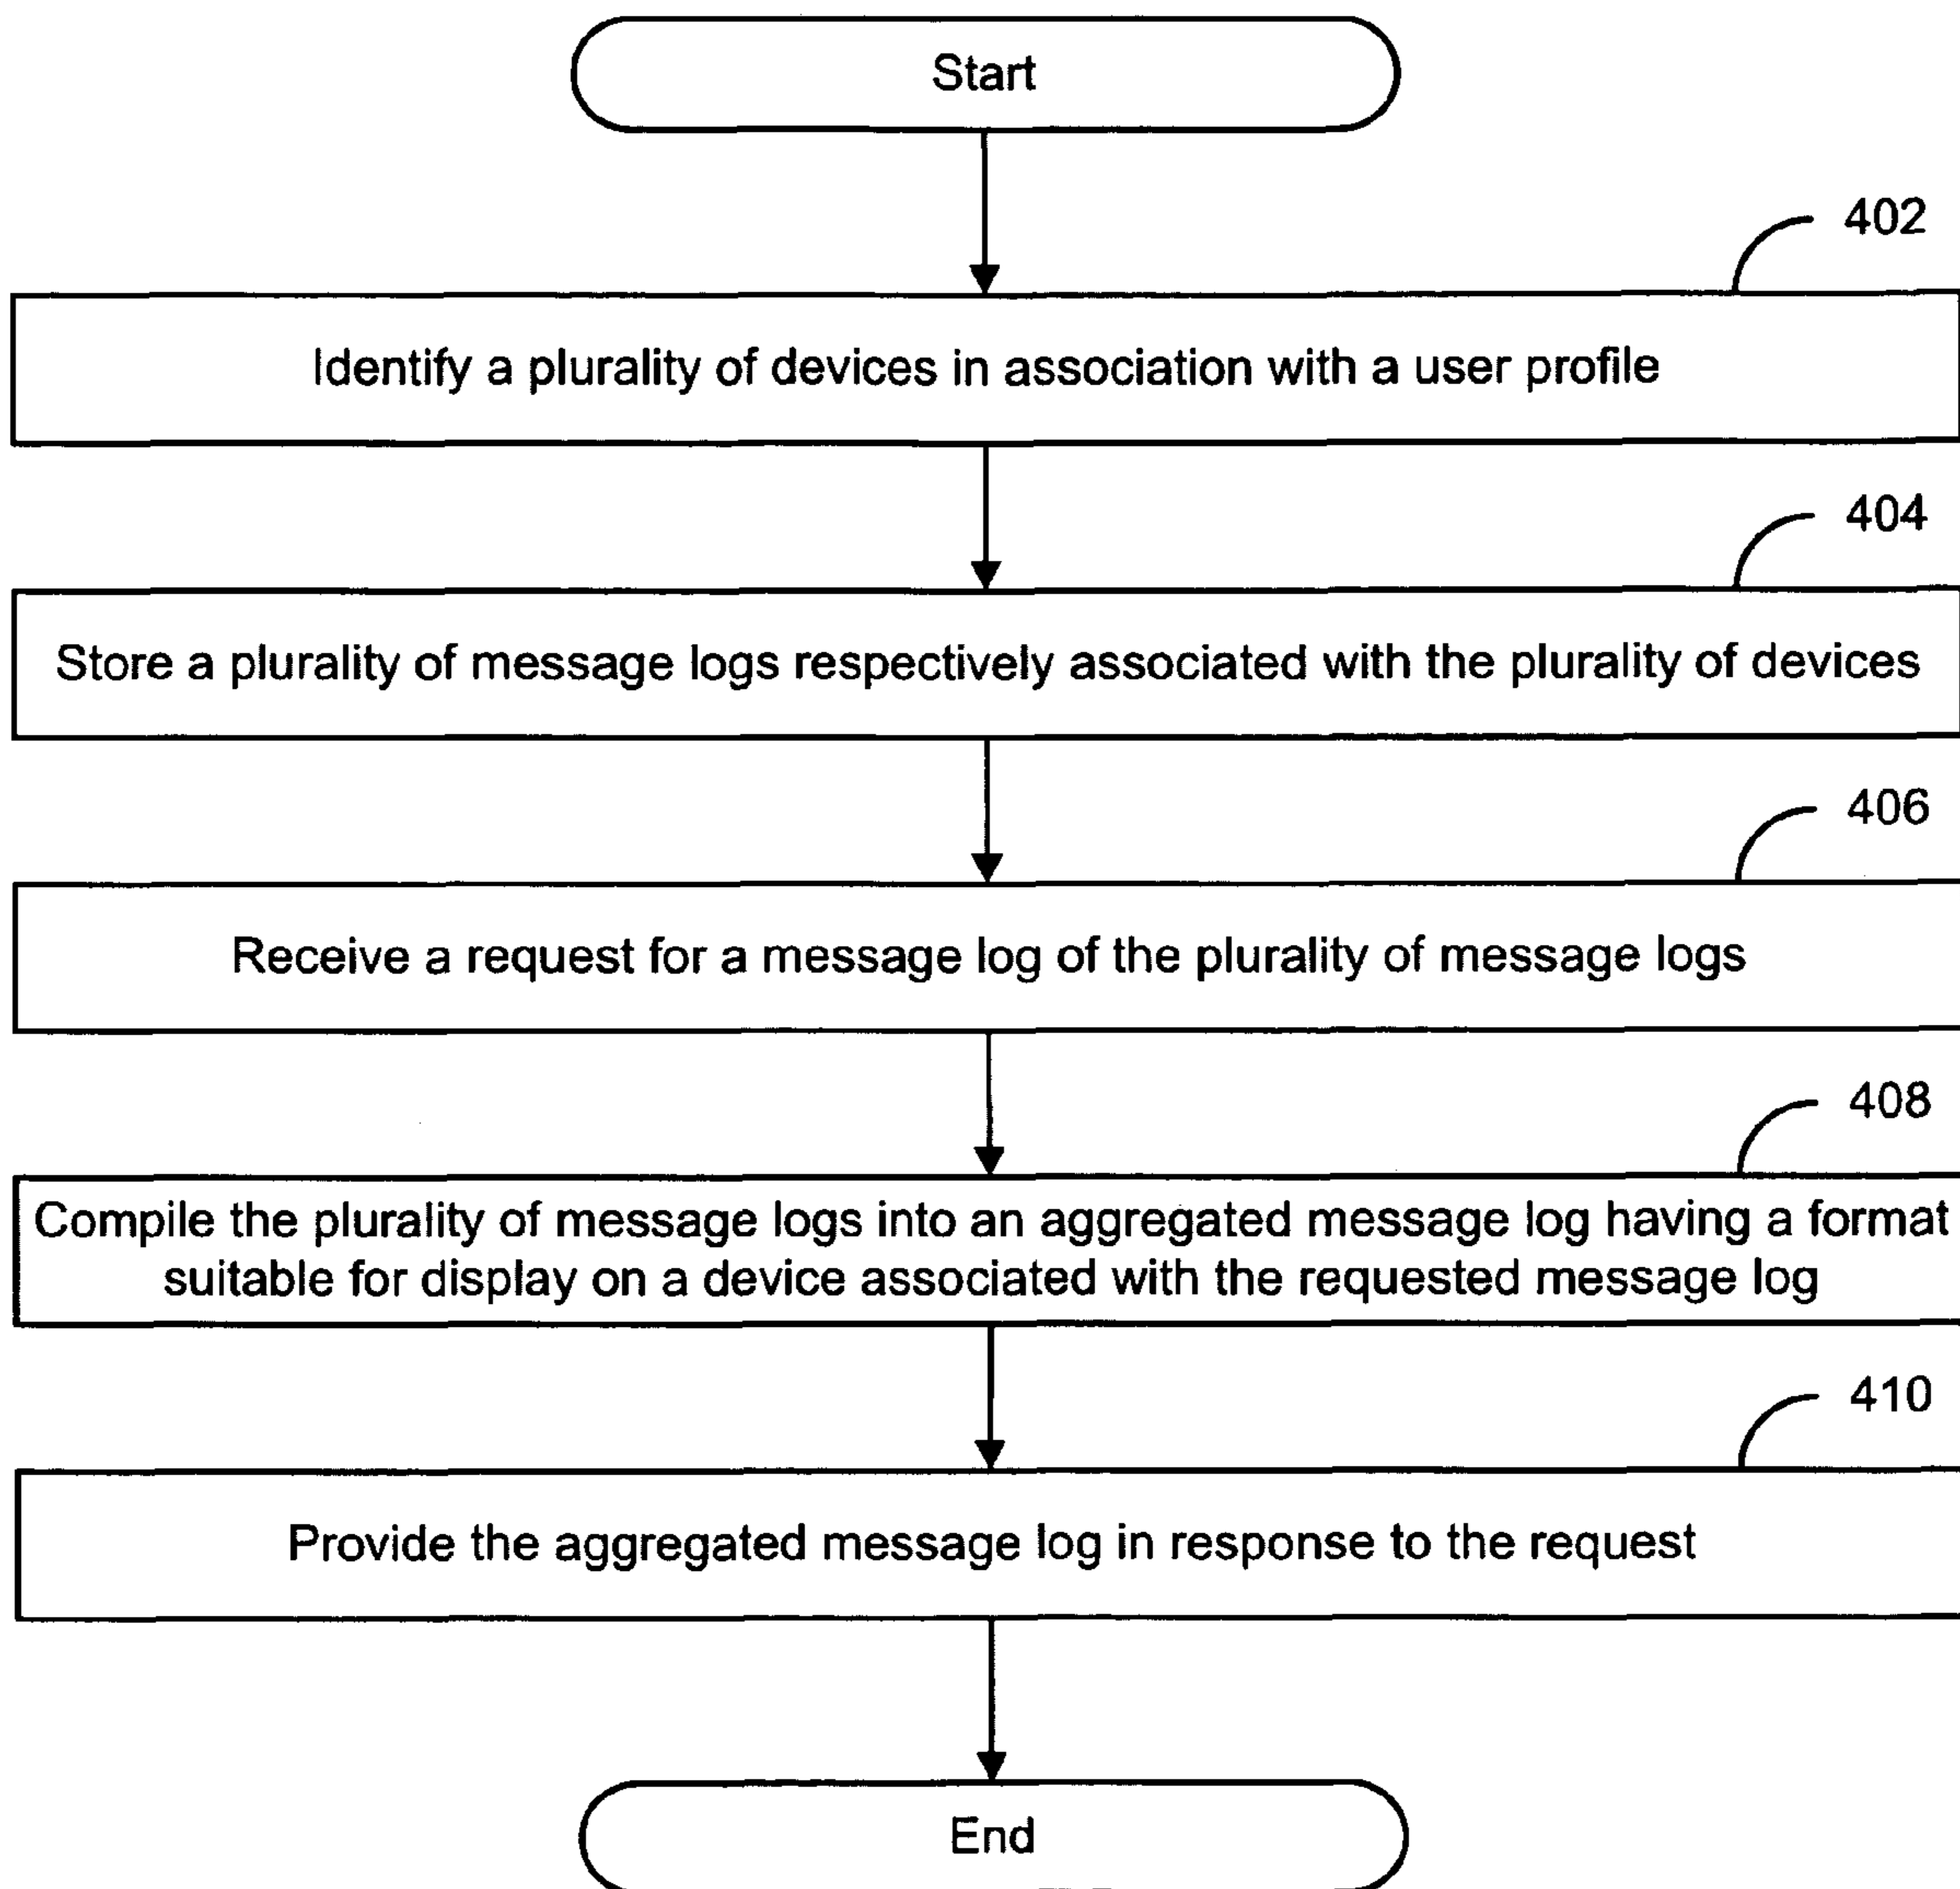 Start
402
Identify a plurality of devices in association with a user profile
404
Store a plurality of message logs respectively associated with the plurality of devices
406
Receive a request for a message log of the plurality of message logs
408
Compile the plurality of message logs into an aggregated message log having a format
suitable for display on a device associated with the requested message log
410
Provide the aggregated message log in response to the request
End